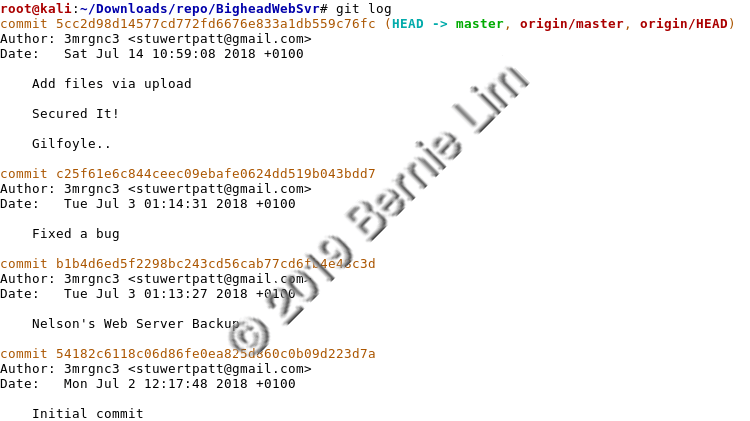 root@kali:~/Downloads/repo/BigheadWebSvr# git log
commit 5cc2d98d14577cd772fd6676e833a1db559c76fc (HEAD -> master, origin/master, origin/HEAD)
Author: 3mrgnc3 <stuwertpatt@gmail.com>
Date:   Sat Jul 14 10:59:08 2018 +0100
Add files via upload
Secured It!
Gilfoyle..
commit c25f61e6c844ceec09ebafe0624dd519b043bdd7
Author: 3mrgnc3 <stuwertpatt@gmail.com>
Date:   Tue Jul 3 01:14:31 2018 +0100
Fixed a bug
commit
Author: 3mrgnc3 <stuwertpatt@gmail.com>
Date:   Tue Jul 3 01:13:27 2018 +0100
Nelson's Web Server Backup
commit
Author: 3mrgnc3 <stuwertpatt@gmail.com>
Date:   Mon Jul 2 12:17:48 2018 +0100
Initial commit
© 2019 Bernie Lim